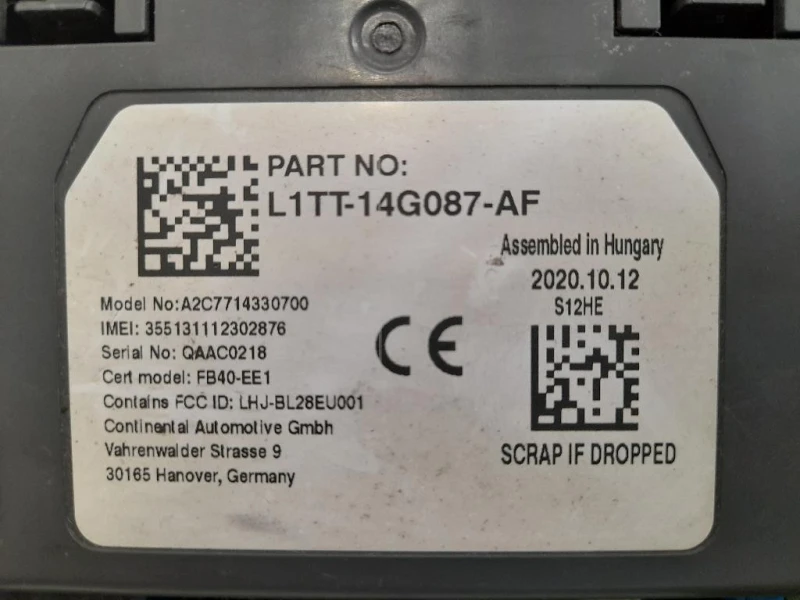 PART NO:
L1TT-14G087-AF
Assembled in Hungary
2020.10.12
S12HE
Model No:A2C7714330700
IMEI: 355131112302876
Serial No: QAAC0218
Cert model: FB40-EE1
Contains FCC ID: LHJ-BL28EU001
Continental Automotive Gmbh
Vahrenwalder Strasse 9
30165 Hanover, Germany
CE
SCRAP IF DROPPED